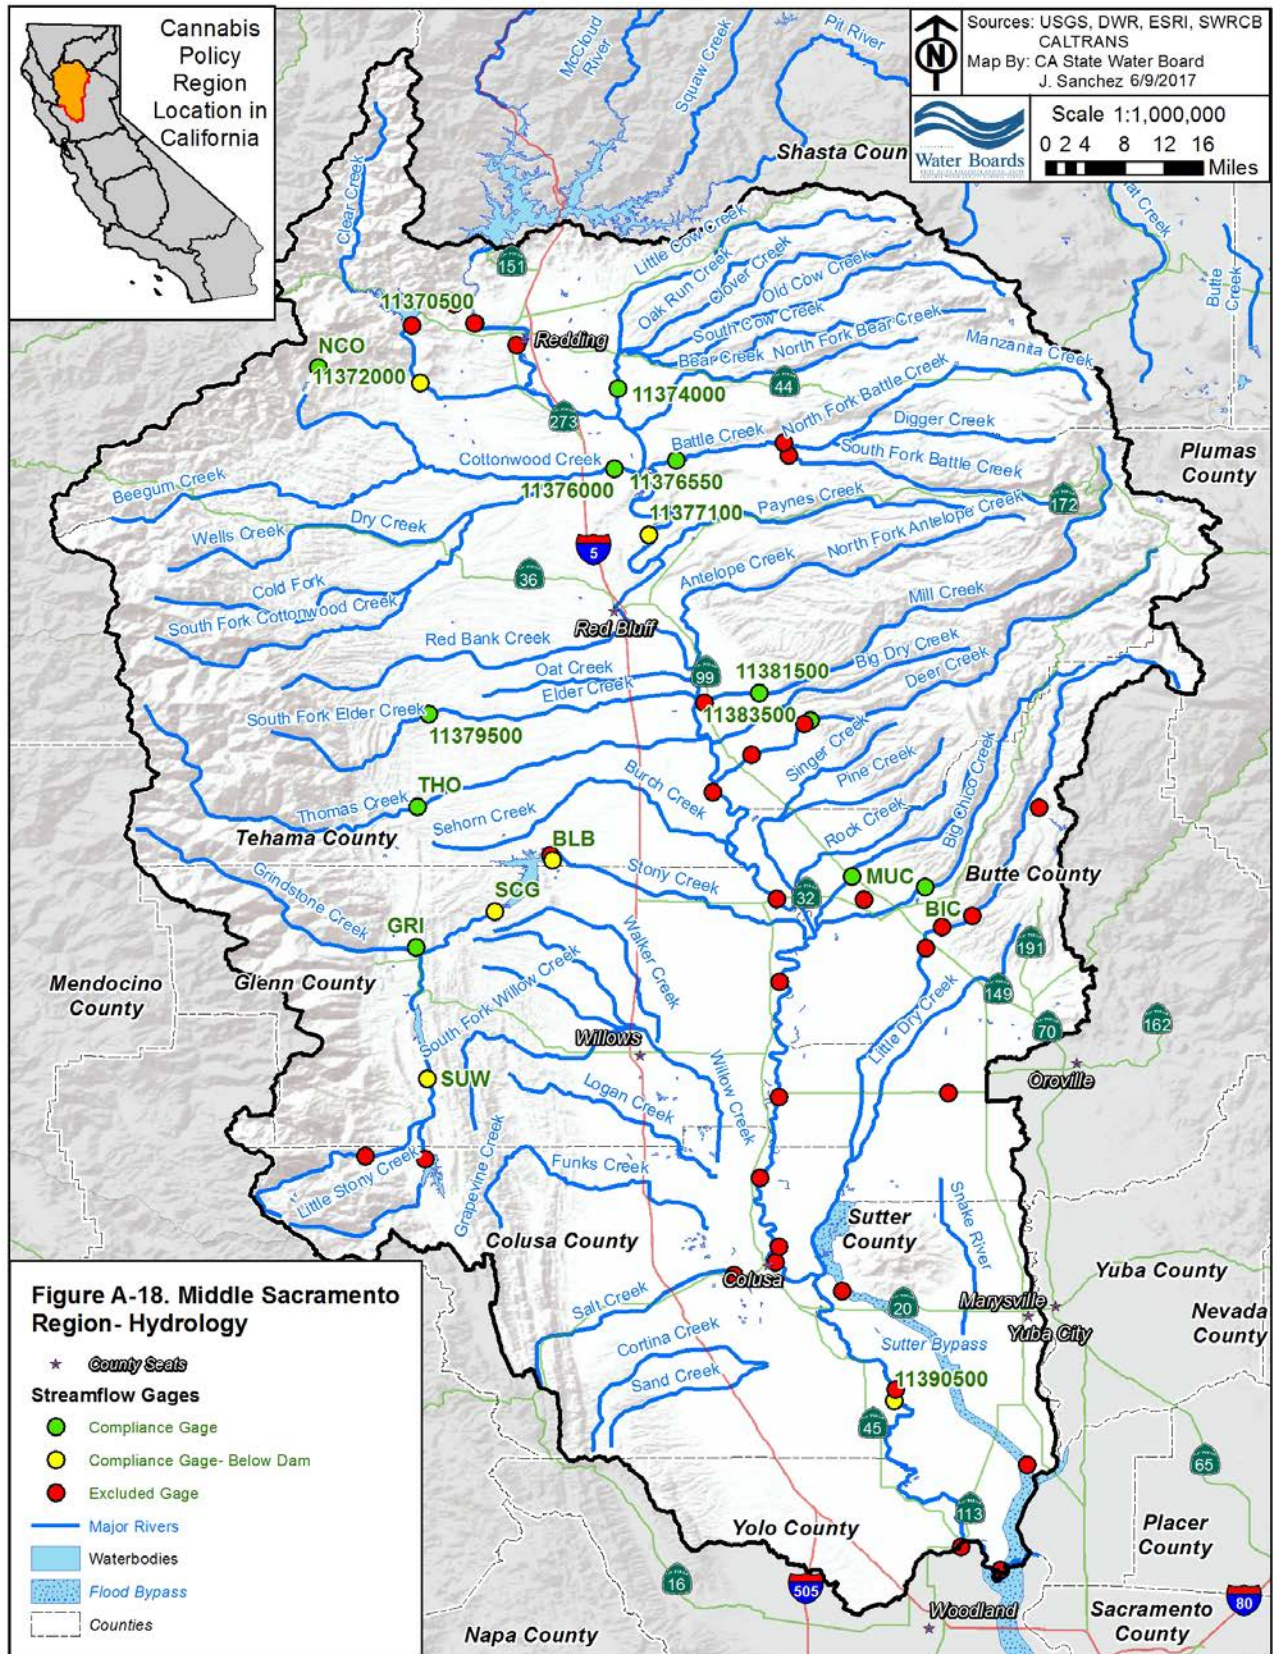 Cannabis
Policy
Region
Location in
California
N
Sources: USGS, DWR, ESRI, SWRCB
CALTRANS
Map By: CA State Water Board
J. Sanchez 6/9/2017
Water Boards
Scale 1:1,000,000
0 2 4 8 12 16
Miles
McCloud
River
Squaw Creek
Pit River
Shasta Coun
Hat Creek
Butte
Creek
Clear Creek
151
Little Cow Creek
Oak Run Creek
Clover Creek
Old Cow Creek
South Cow Creek
Bear Creek
North Fork Bear Creek
Manzanita Creek
11370500
Redding
NCO
11372000
11374000
44
273
North Fork Battle Creek
Battle Creek
Digger Creek
South Fork Battle Creek
Plumas
County
Cottonwood Creek
11376000
11376550
Beegum Creek
Dry Creek
Wells Creek
11377100
Paynes Creek
172
5
North Fork Antelope Creek
Antelope Creek
36
Cold Fork
South Fork Cottonwood Creek
Mill Creek
Red Bluff
Red Bank Creek
Oat Creek
Elder Creek
99
11381500
Big Dry Creek
Deer Creek
South Fork Elder Creek
11379500
11383500
Singer Creek
Pine Creek
THO
Thomas Creek
Burch Creek
Sehorn Creek
Rock Creek
Big Chico Creek
Tehama County
BLB
Stony Creek
MUC
Butte County
Grindstone Creek
SCG
32
BIC
GRI
Walker Creek
191
Mendocino
County
Glenn County
South Fork Willow Creek
149
Little Dry Creek
70
162
Willows
Oroville
SUW
Logan Creek
Willow Creek
Grapevine Creek
Funks Creek
Little Stony Creek
Snake River
Sutter
County
Colusa County
Colusa
Salt Creek
20
Marysville
Yuba City
Yuba County
Nevada
County
Cortina Creek
Sand Creek
Sutter Bypass
11390500
45
65
113
Yolo County
Placer
County
16
505
Woodland
80
Sacramento
County
Napa County
Figure A-18. Middle Sacramento
Region- Hydrology
County Seats
Streamflow Gages
Compliance Gage
Compliance Gage- Below Dam
Excluded Gage
Major Rivers
Waterbodies
Flood Bypass
Counties